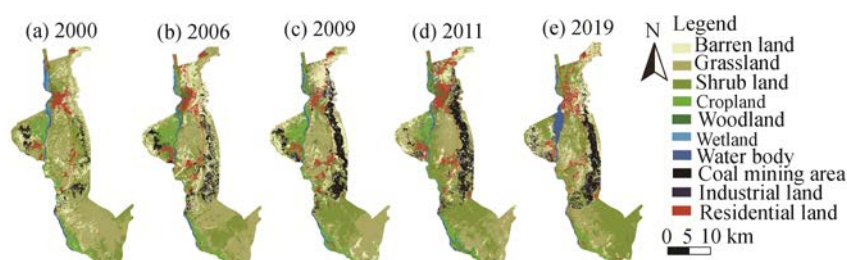 (a) 2000
(b) 2006
(c) 2009
(d) 2011
(e) 2019
N
Legend
Barren land
Grassland
Shrub land
Cropland
Woodland
Wetland
Water body
Coal mining area
Industrial land
Residential land
0 5 10 km